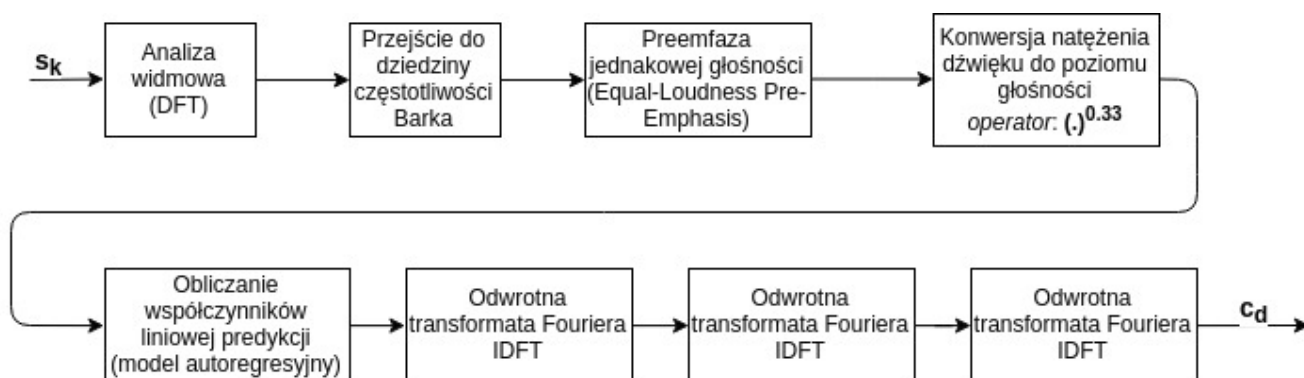 sk
Analiza
widmowa
(DFT)
Przejście do
dziedziny
częstotliwości
Barka
Preemfaza
jednakowej głośności
(Equal-Loudness Pre-
Emphasis)
Konwersja natężenia
dźwięku do poziomu
głośności
operator: (.)^0.33
Obliczanie
współczynników
liniowej predykcji
(model autoregresyjny)
Odwrotna
transformata Fouriera
IDFT
Odwrotna
transformata Fouriera
IDFT
Odwrotna
transformata Fouriera
IDFT
cd